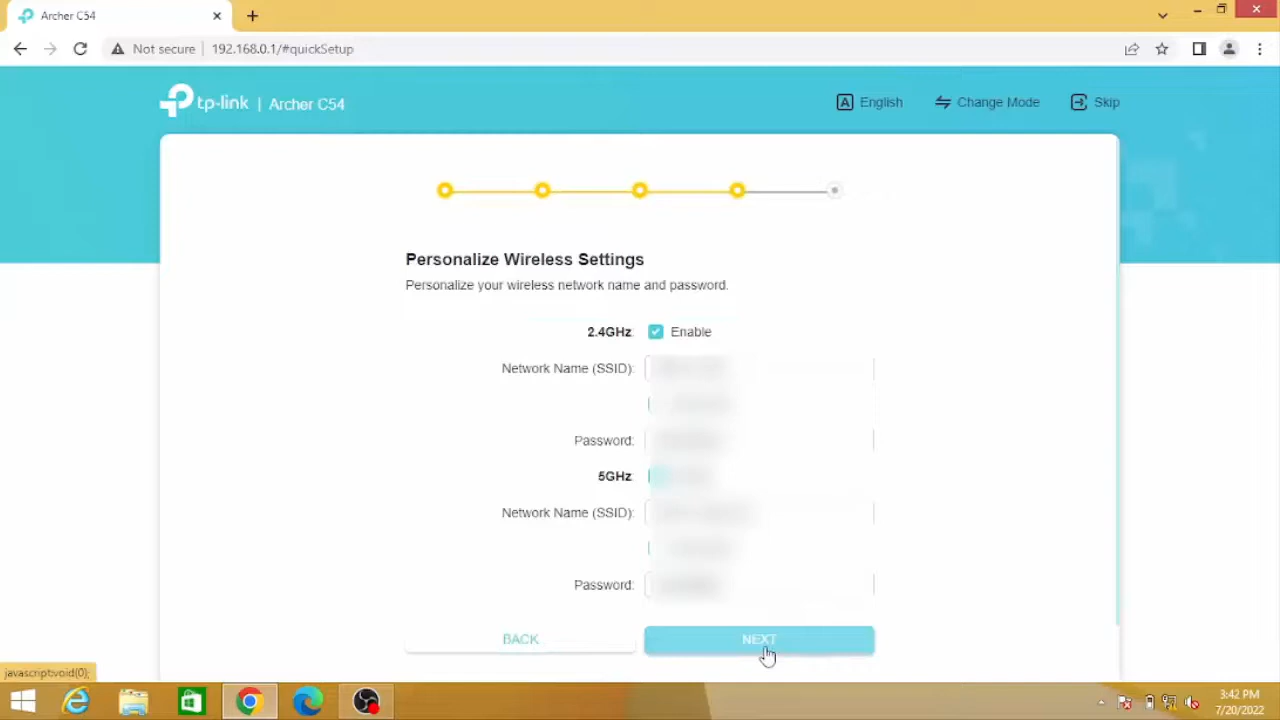 Archer C54
Not secure
192.168.0.1/#quickSetup
tp-link | Archer C54
English
Change Mode
Skip
Personalize Wireless Settings
Personalize your wireless network name and password.
2.4GHz:
Enable
Network Name (SSID):
Password:
5GHz:
Network Name (SSID):
Password:
BACK
NEXT
javascript:void(0);
3:42 PM
7/20/2022